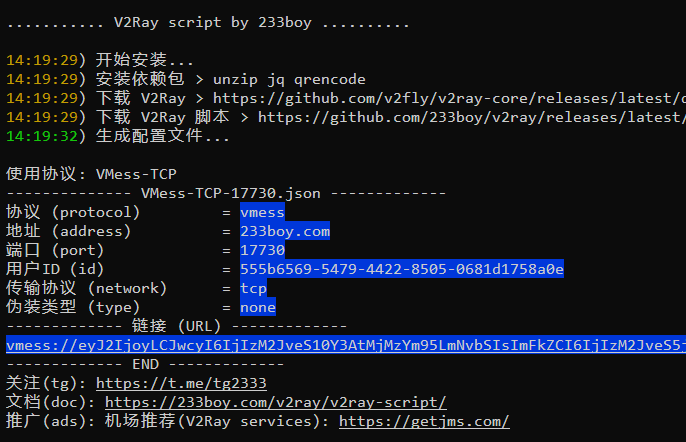 ........... V2Ray script by 233boy ..........
14:19:29) 开始安装...
14:19:29) 安装依赖包 > unzip jq qrencode
14:19:29) 下载 V2Ray > https://github.com/v2fly/v2ray-core/releases/latest/
14:19:29) 下载 V2Ray 脚本 > https://github.com/233boy/v2ray/releases/latest/
14:19:32) 生成配置文件...
使用协议: VMess-TCP
-------------- VMess-TCP-17730.json -------------
协议 (protocol) = vmess
地址 (address) = 233boy.com
端口 (port) = 17730
用户ID (id) = 555b6569-5479-4422-8505-0681d1758a0e
传输协议 (network) = tcp
伪装类型 (type) = none
------------- 链接 (URL) -------------
vmess://eyJ2IjoyLCJwcyI6IjIzM2JveS10Y3AtMjMzYm95LmNvbSIsImFkZCI6IjIzM2JveS5
------------- END -------------
关注(tg): https://t.me/tg2333
文档(doc): https://233boy.com/v2ray/v2ray-script/
推广(ads): 机场推荐(V2Ray services): https://getjms.com/